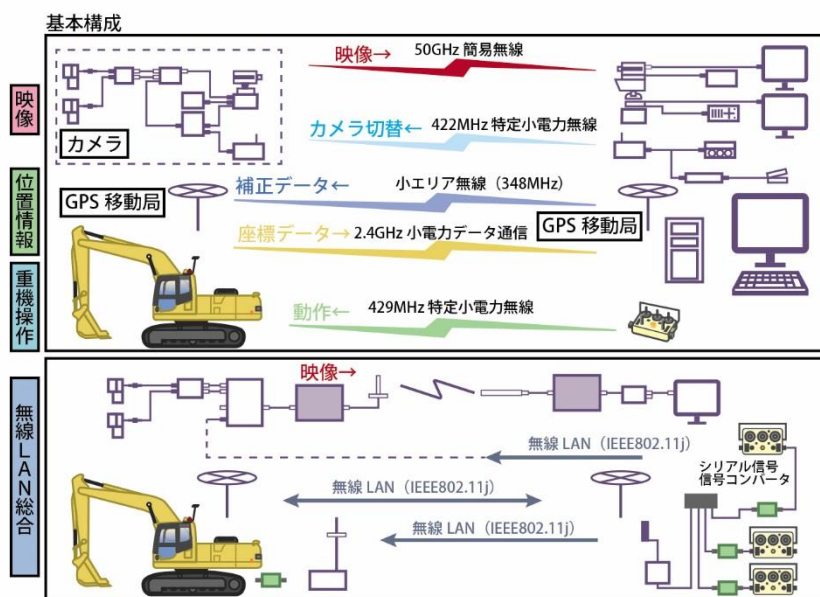 基本構成
映像
映像→
50GHz 簡易無線
カメラ
カメラ切替←
422MHz 特定小電力無線
位置情報
GPS 移動局
補正データ←
小エリア無線（348MHz）
座標データ→
2.4GHz 小電力データ通信
GPS 移動局
重機操作
動作←
429MHz 特定小電力無線
無線LAN総合
映像→
無線 LAN（IEEE802.11j）
シリアル信号
信号コンバータ
無線 LAN（IEEE802.11j）
無線 LAN（IEEE802.11j）